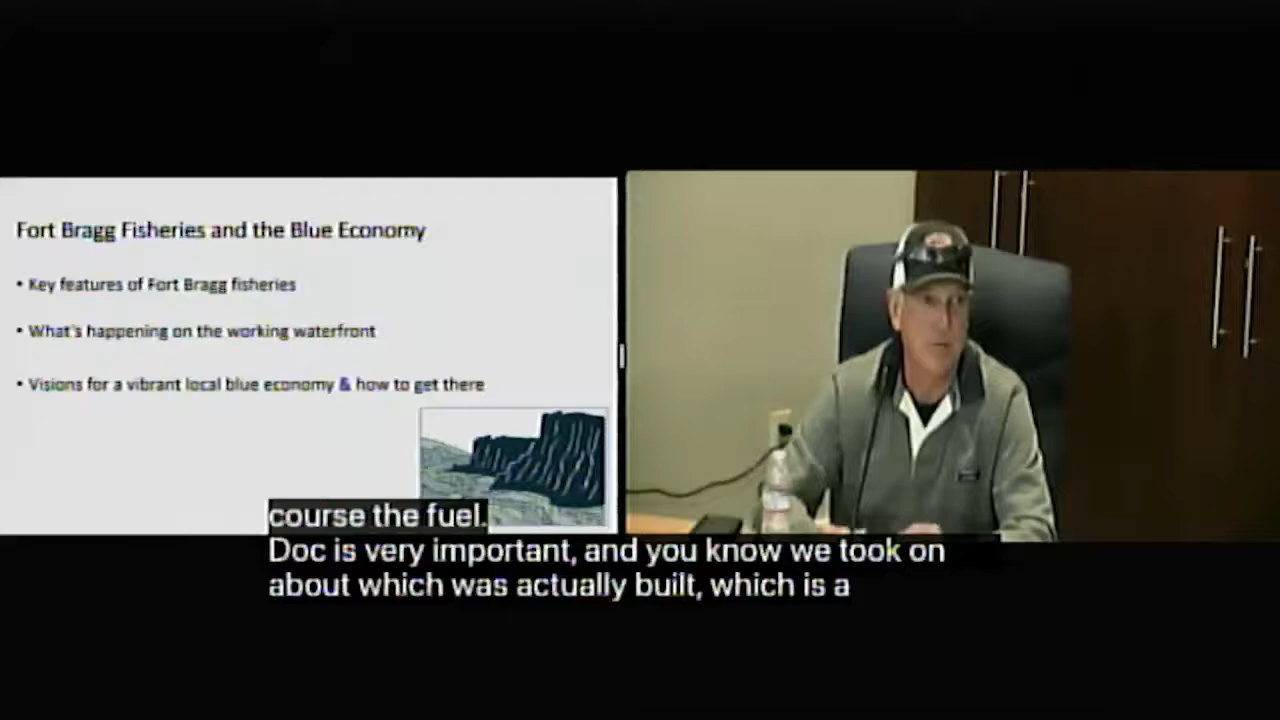 Fort Bragg Fisheries and the Blue Economy
• Key features of Fort Bragg fisheries
• What's happening on the working waterfront
• Visions for a vibrant local blue economy & how to get there
course the fuel.
Doc is very important, and you know we took on
about which was actually built, which is a